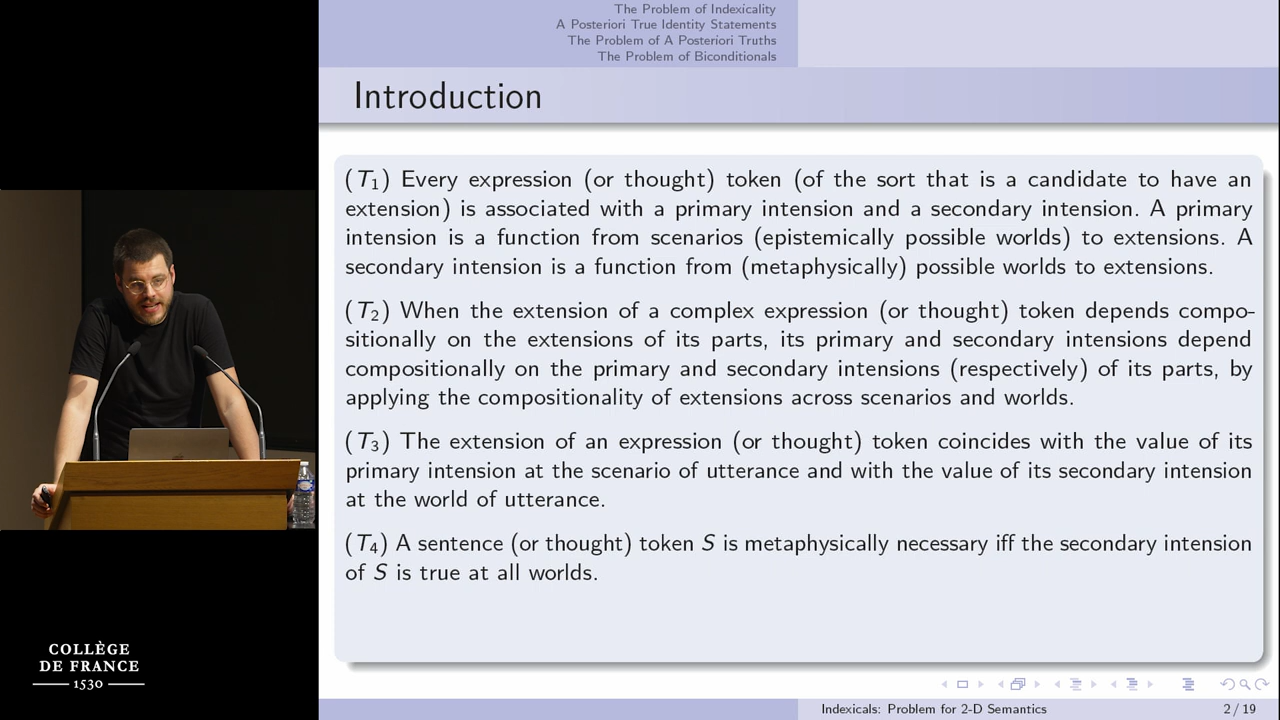 The Problem of Indexicality
A Posteriori True Identity Statements
The Problem of A Posteriori Truths
The Problem of Biconditionals
Introduction
(T₁) Every expression (or thought) token (of the sort that is a candidate to have an
extension) is associated with a primary intension and a secondary intension. A primary
intension is a function from scenarios (epistemically possible worlds) to extensions. A
secondary intension is a function from (metaphysically) possible worlds to extensions.
(T₂) When the extension of a complex expression (or thought) token depends compo-
sitionally on the extensions of its parts, its primary and secondary intensions depend
compositionally on the primary and secondary intensions (respectively) of its parts, by
applying the compositionality of extensions across scenarios and worlds.
(T₃) The extension of an expression (or thought) token coincides with the value of its
primary intension at the scenario of utterance and with the value of its secondary intension
at the world of utterance.
(T₄) A sentence (or thought) token S is metaphysically necessary iff the secondary intension
of S is true at all worlds.
COLLÈGE
DE FRANCE
1530
Indexicals: Problem for 2-D Semantics
2 / 19